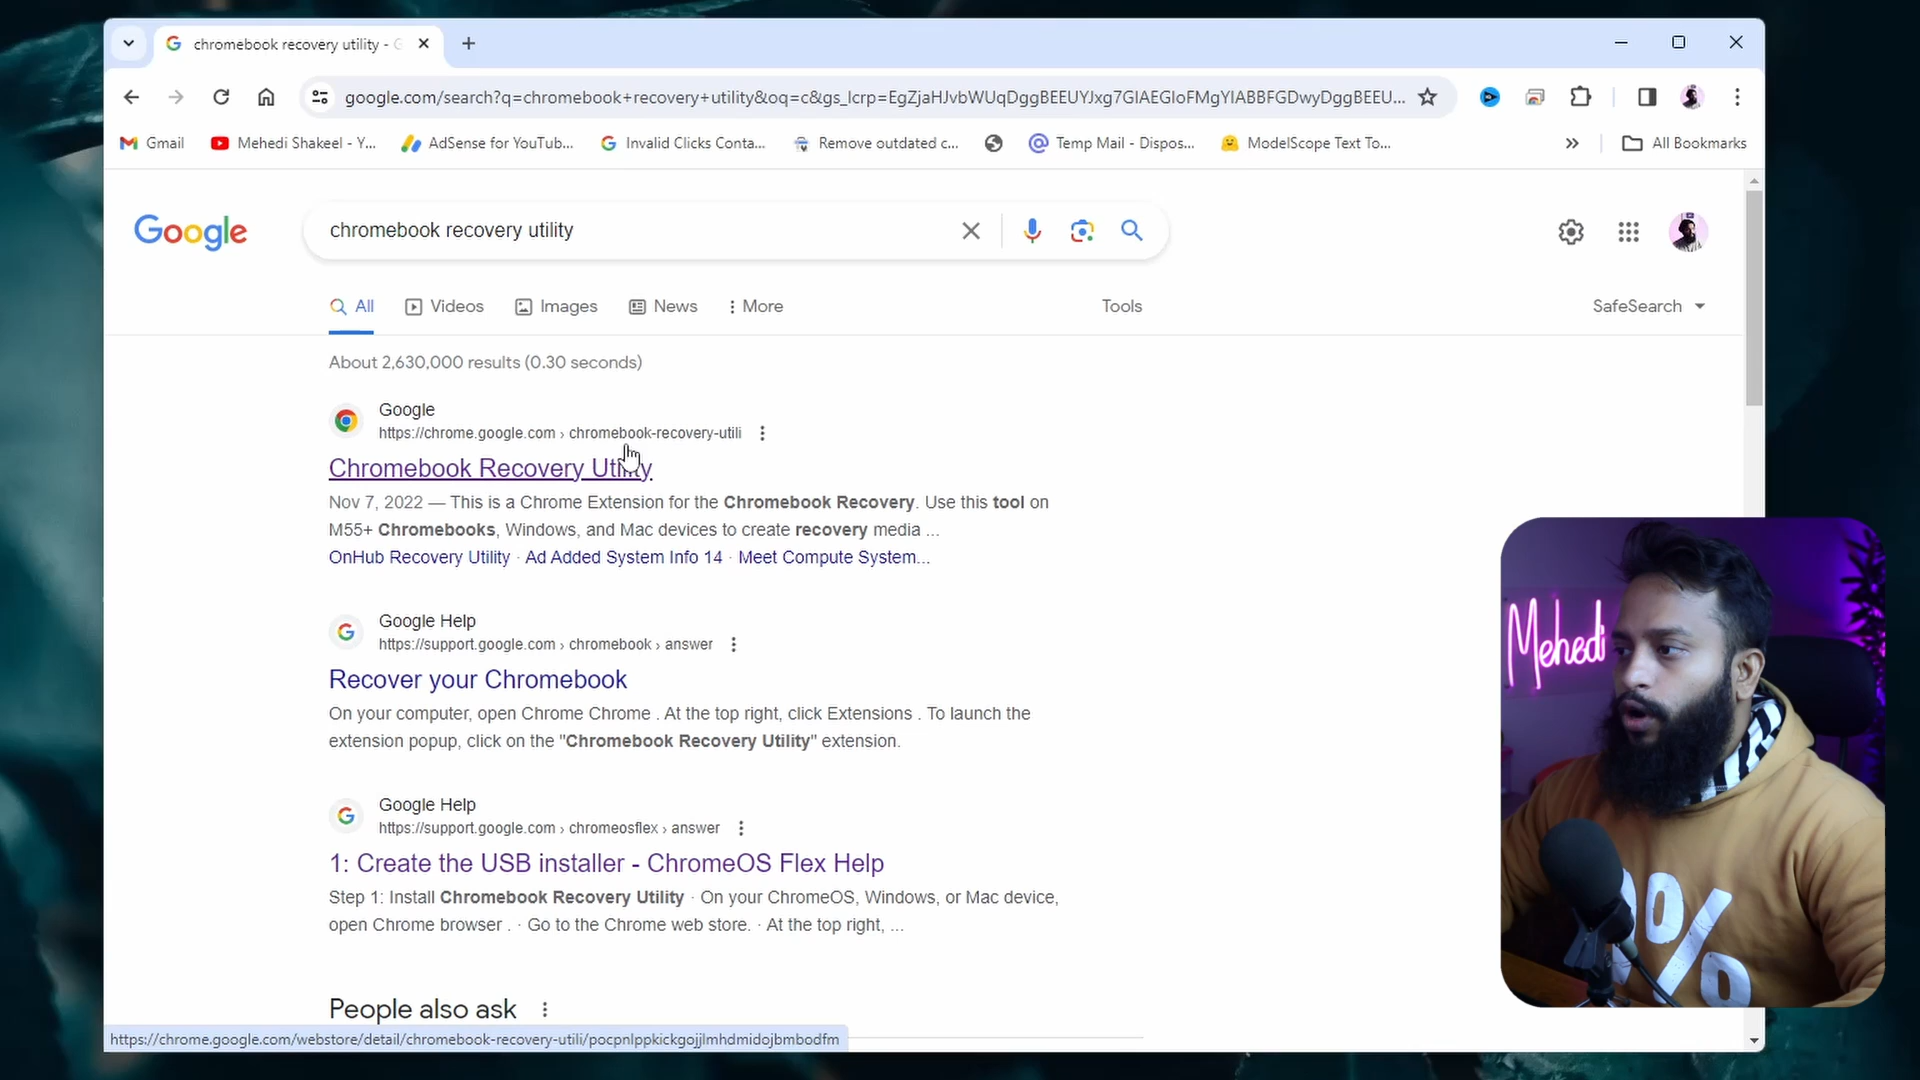 chromebook recovery utility - G
google.com/search?q=chromebook+recovery+utility&oq=c&gs_lcrp=EgZjaHJvbWUqDggBEEUYJxg7GIAEGIoFMgYIABBFGDwyDggBEEU...
Gmail
Mehedi Shakeel - Y...
AdSense for YouTub...
Invalid Clicks Conta...
Remove outdated c...
Temp Mail - Dispos...
ModelScope Text To...
All Bookmarks
Google
chromebook recovery utility
All
Videos
Images
News
More
Tools
SafeSearch
About 2,630,000 results (0.30 seconds)
Google
https://chrome.google.com › chromebook-recovery-utili
Chromebook Recovery Utility
Nov 7, 2022 — This is a Chrome Extension for the Chromebook Recovery. Use this tool on
M55+ Chromebooks, Windows, and Mac devices to create recovery media ...
OnHub Recovery Utility · Ad Added System Info 14 · Meet Compute System...
Google Help
https://support.google.com › chromebook › answer
Recover your Chromebook
On your computer, open Chrome Chrome . At the top right, click Extensions . To launch the
extension popup, click on the "Chromebook Recovery Utility" extension.
Google Help
https://support.google.com › chromeosflex › answer
1: Create the USB installer - ChromeOS Flex Help
Step 1: Install Chromebook Recovery Utility · On your ChromeOS, Windows, or Mac device,
open Chrome browser . · Go to the Chrome web store. · At the top right, ...
People also ask
https://chrome.google.com/webstore/detail/chromebook-recovery-utili/pocpnlppkickgojjlmhdmidojbmbodfm
Mehedi
%